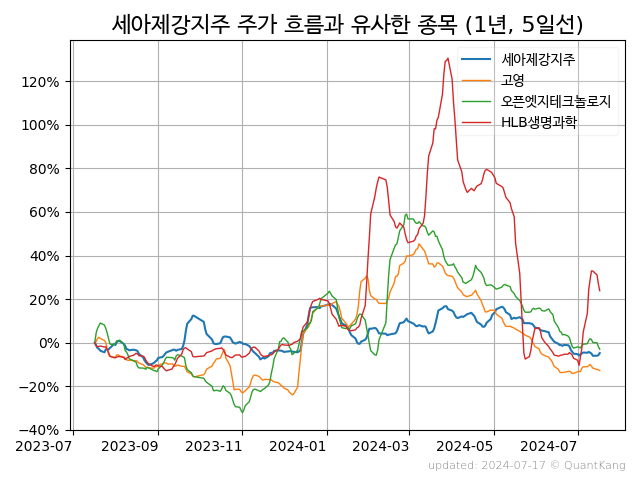 세아제강지주 주가 흐름과 유사한 종목 (1년, 5일선)
세아제강지주
고영
오픈엣지테크놀로지
HLB생명과학
120%
100%
80%
60%
40%
20%
0%
−20%
−40%
2023-07 2023-09 2023-11 2024-01 2024-03 2024-05 2024-07
updated: 2024-07-17 © QuantKang